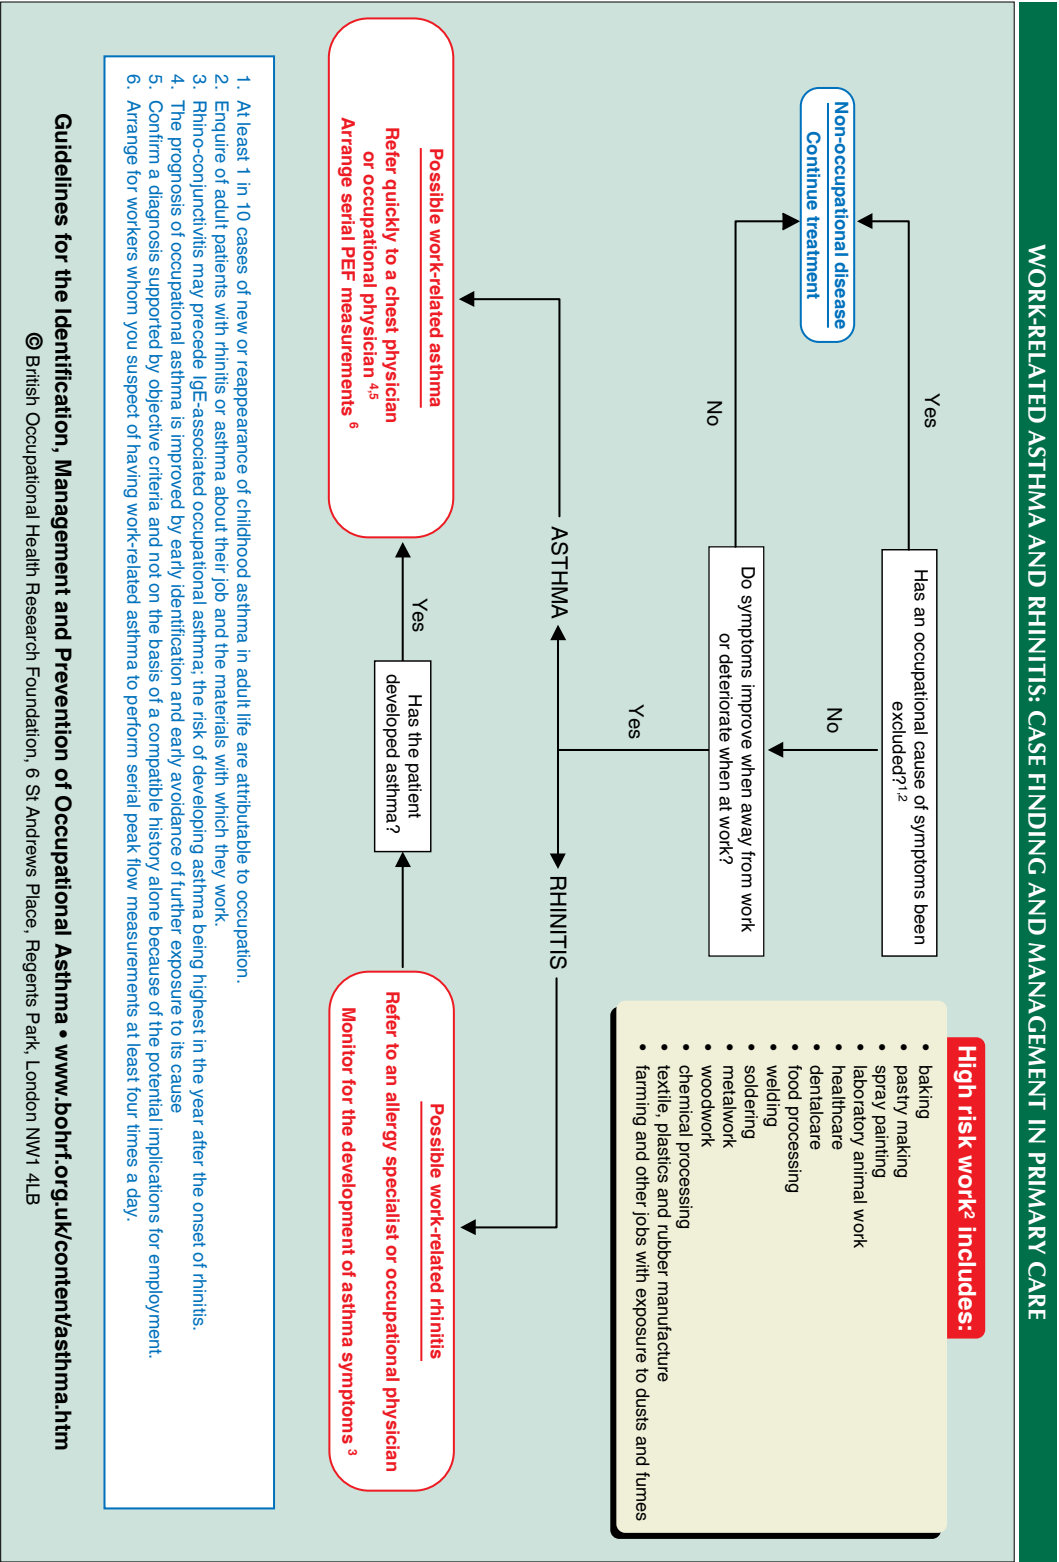 WORK-RELATED ASTHMA AND RHINITIS: CASE FINDING AND MANAGEMENT IN PRIMARY CARE
Has an occupational cause of symptoms been
excluded?1,2
Yes
No
Non-occupational disease
Continue treatment
Do symptoms improve when away from work
or deteriorate when at work?
No
Yes
High risk work2 includes:
• baking
• pastry making
• spray painting
• laboratory animal work
• healthcare
• dentalcare
• food processing
• welding
• soldering
• metalwork
• woodwork
• chemical processing
• textile, plastics and rubber manufacture
• farming and other jobs with exposure to dusts and fumes
ASTHMA
RHINITIS
Possible work-related asthma
Refer quickly to a chest physician
or occupational physician 4,5
Arrange serial PEF measurements 6
Yes
Has the patient
developed asthma?
Possible work-related rhinitis
Refer to an allergy specialist or occupational physician
Monitor for the development of asthma symptoms 3
1. At least 1 in 10 cases of new or reappearance of childhood asthma in adult life are attributable to occupation.
2. Enquire of adult patients with rhinitis or asthma about their job and the materials with which they work.
3. Rhino-conjunctivitis may precede IgE-associated occupational asthma; the risk of developing asthma being highest in the year after the onset of rhinitis.
4. The prognosis of occupational asthma is improved by early identification and early avoidance of further exposure to its cause
5. Confirm a diagnosis supported by objective criteria and not on the basis of a compatible history alone because of the potential implications for employment.
6. Arrange for workers whom you suspect of having work-related asthma to perform serial peak flow measurements at least four times a day.
Guidelines for the Identification, Management and Prevention of Occupational Asthma • www.bohrf.org.uk/content/asthma.htm
© British Occupational Health Research Foundation, 6 St Andrews Place, Regents Park, London NW1 4LB